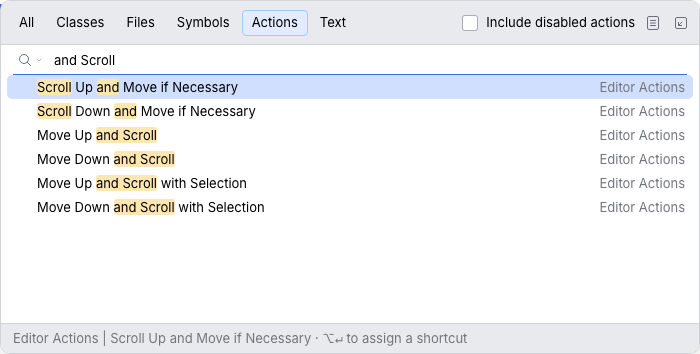 All Classes Files Symbols Actions Text Include disabled actions
and Scroll
Scroll Up and Move if Necessary Editor Actions
Scroll Down and Move if Necessary Editor Actions
Move Up and Scroll Editor Actions
Move Down and Scroll Editor Actions
Move Up and Scroll with Selection Editor Actions
Move Down and Scroll with Selection Editor Actions
Editor Actions | Scroll Up and Move if Necessary · ⌥↵ to assign a shortcut